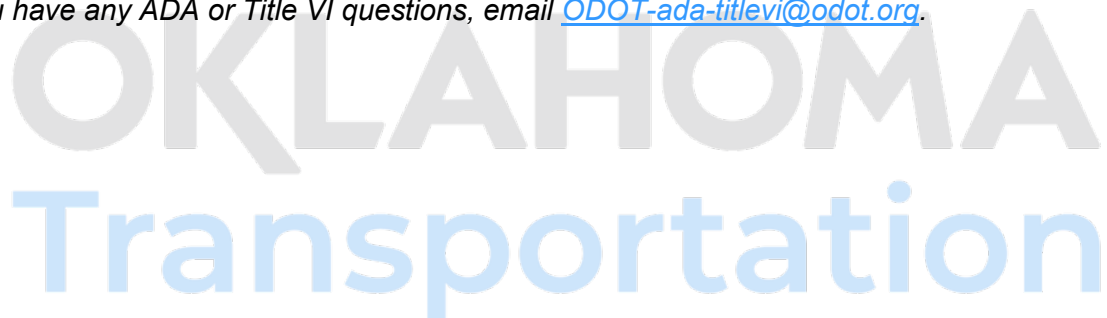 have any ADA or Title VI questions, email ODOT-ada-titlevi@odot.org.
OKLAHOMA
Transportation